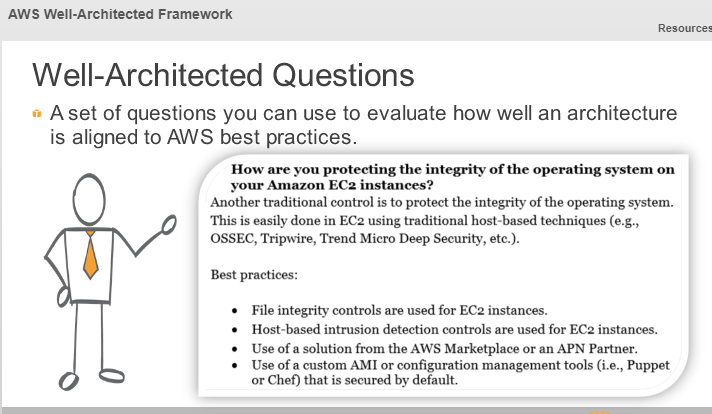 AWS Well-Architected Framework
Resources
Well-Architected Questions
A set of questions you can use to evaluate how well an architecture
is aligned to AWS best practices.
How are you protecting the integrity of the operating system on
your Amazon EC2 instances?
Another traditional control is to protect the integrity of the operating system.
This is easily done in EC2 using traditional host-based techniques (e.g.,
OSSEC, Tripwire, Trend Micro Deep Security, etc.).
Best practices:
• File integrity controls are used for EC2 instances.
• Host-based intrusion detection controls are used for EC2 instances.
• Use of a solution from the AWS Marketplace or an APN Partner.
• Use of a custom AMI or configuration management tools (i.e., Puppet
or Chef) that is secured by default.